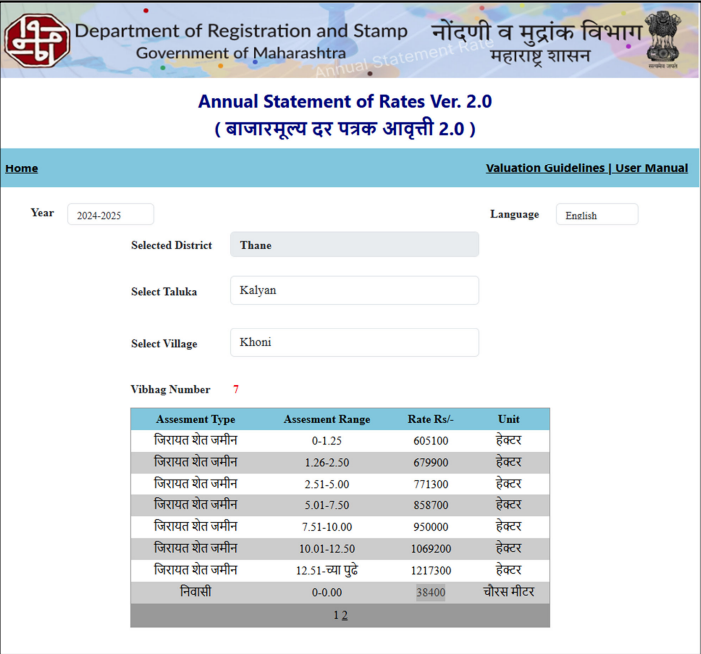 Department of Registration and Stamp नोंदणी व मुद्रांक विभाग
Government of Maharashtra महाराष्ट्र शासन
Annual Statement Rate
सत्यमेव जयते
Annual Statement of Rates Ver. 2.0
( बाजारमूल्य दर पत्रक आवृत्ती 2.0 )
Home Valuation Guidelines | User Manual
Year 2024-2025 Language English
Selected District Thane
Select Taluka Kalyan
Select Village Khoni
Vibhag Number 7
Assesment Type Assesment Range Rate Rs/- Unit
जिरायत शेत जमीन 0-1.25 605100 हेक्टर
जिरायत शेत जमीन 1.26-2.50 679900 हेक्टर
जिरायत शेत जमीन 2.51-5.00 771300 हेक्टर
जिरायत शेत जमीन 5.01-7.50 858700 हेक्टर
जिरायत शेत जमीन 7.51-10.00 950000 हेक्टर
जिरायत शेत जमीन 10.01-12.50 1069200 हेक्टर
जिरायत शेत जमीन 12.51-च्या पुढे 1217300 हेक्टर
निवासी 0-0.00 38400 चौरस मीटर
1 2